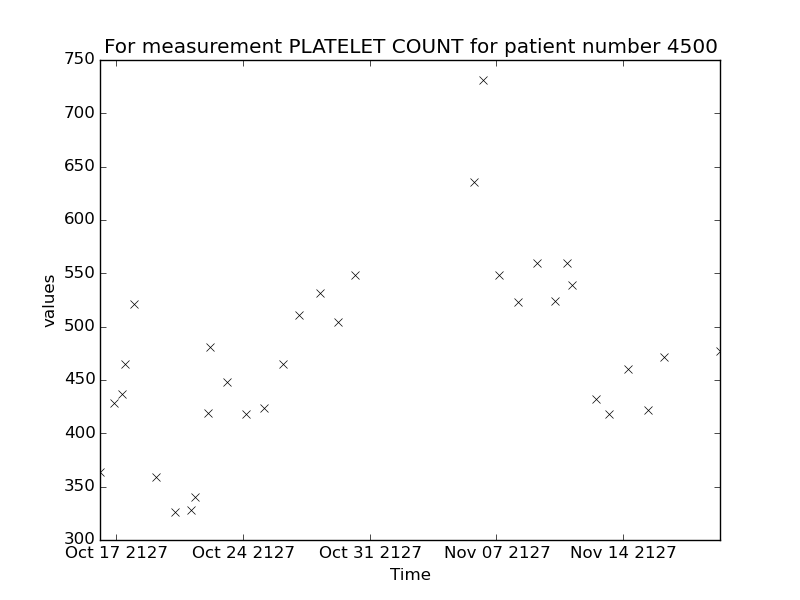 For measurement PLATELET COUNT for patient number 4500
750
700
650
600
550
500
450
400
350
300
values
Oct 17 2127 Oct 24 2127 Oct 31 2127 Nov 07 2127 Nov 14 2127
Time